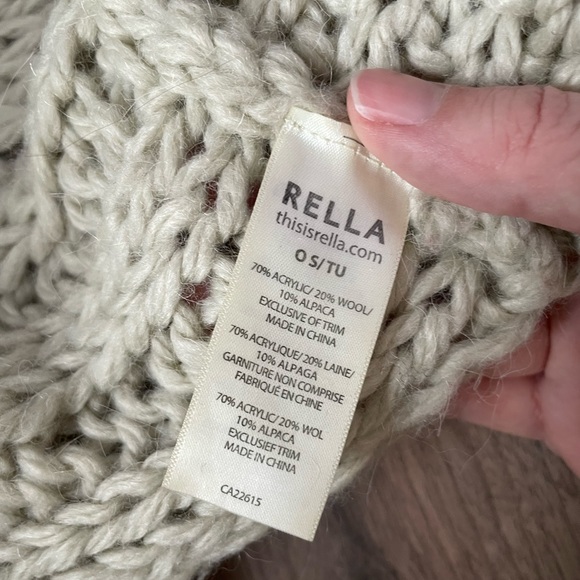 RELLA
thisisrella.com
O S/TU
70% ACRYLIC/ 20% WOOL/
10% ALPACA
EXCLUSIVE OF TRIM
MADE IN CHINA
70% ACRYLIQUE/ 20% LAINE/
10% ALPAGA
GARNITURE NON COMPRISE
FABRIQUÉ EN CHINE
70% ACRYLIC/ 20% WOL
10% ALPACA
EXCLUSIEF TRIM
MADE IN CHINA
CA22615